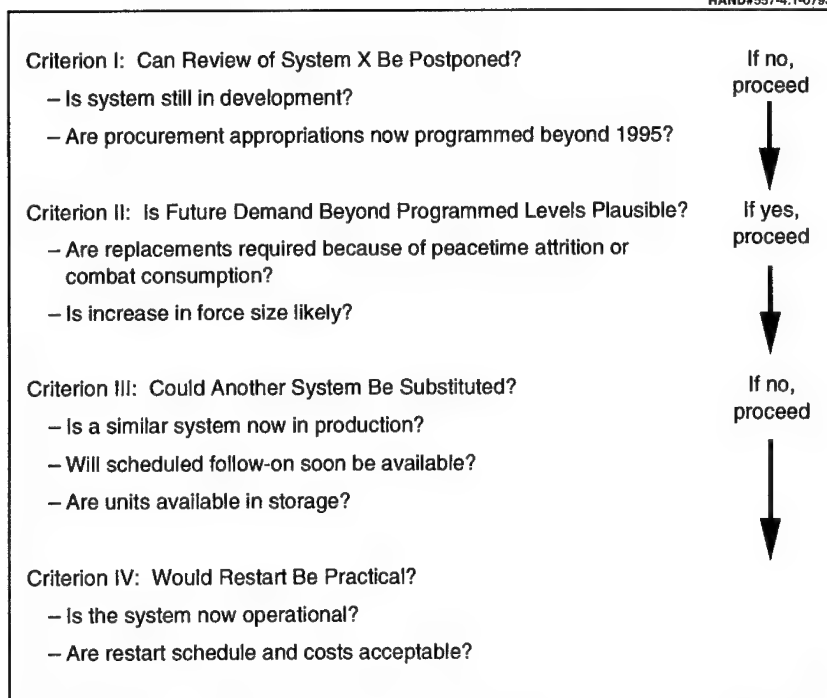 Criterion I: Can Review of System X Be Postponed?
If no,
proceed
– Is system still in development?
– Are procurement appropriations now programmed beyond 1995?
Criterion II: Is Future Demand Beyond Programmed Levels Plausible?
If yes,
proceed
– Are replacements required because of peacetime attrition or
combat consumption?
– Is increase in force size likely?
Criterion III: Could Another System Be Substituted?
If no,
proceed
– Is a similar system now in production?
– Will scheduled follow-on soon be available?
– Are units available in storage?
Criterion IV: Would Restart Be Practical?
– Is the system now operational?
– Are restart schedule and costs acceptable?